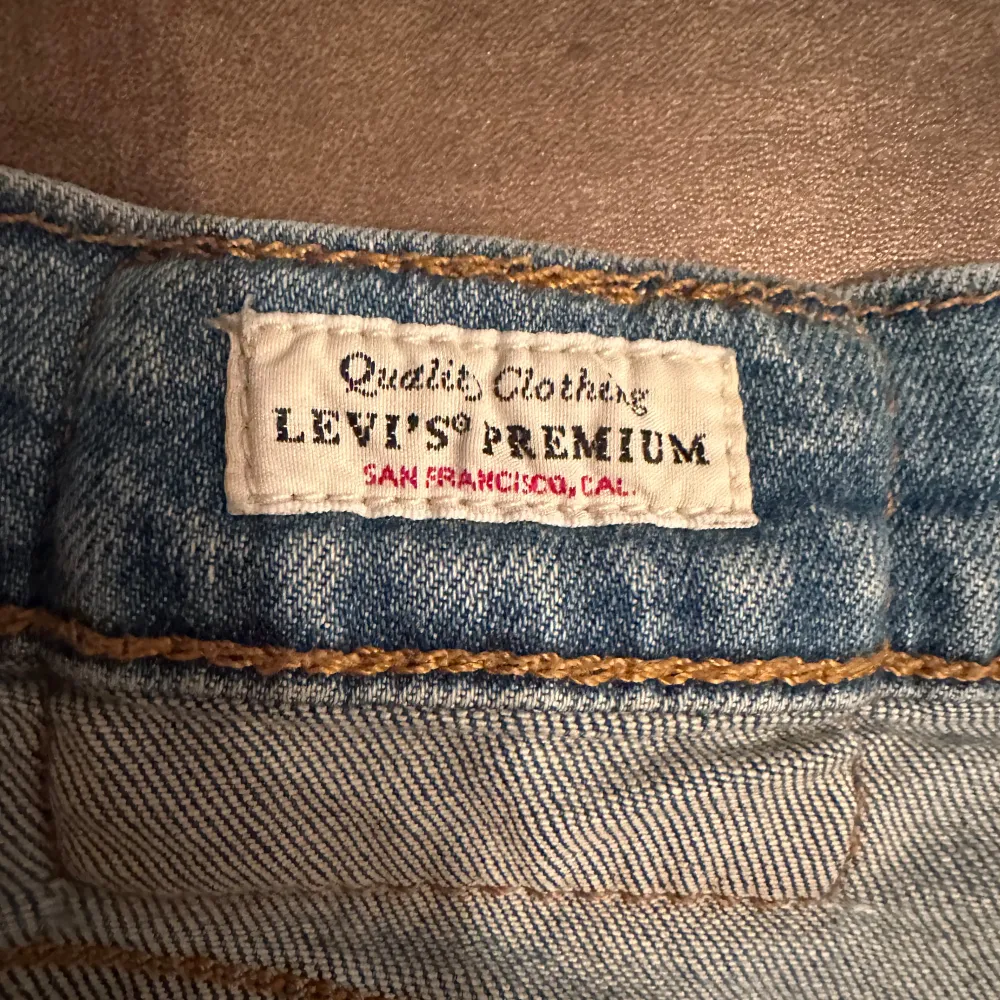 Quality Clothing
LEVI'S® PREMIUM
SAN FRANCISCO, CAL.